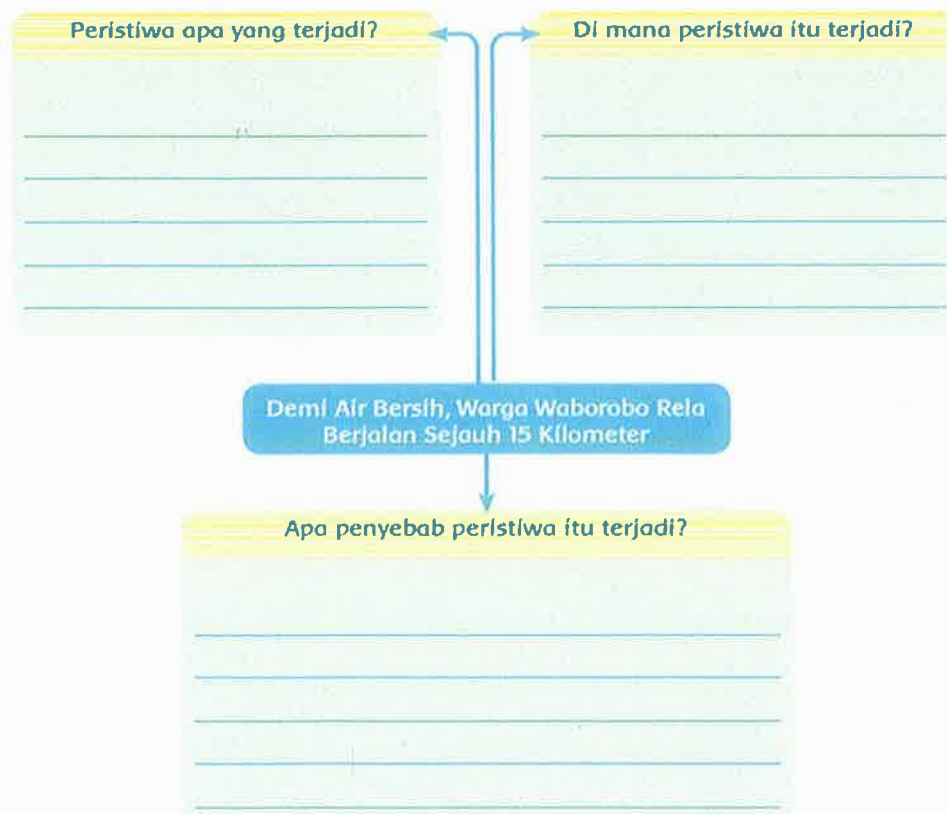 Peristiwa apa yang terjadi?
Di mana peristiwa itu terjadi?
Demi Air Bersih, Warga Waborobo Rela
Berjalan Sejauh 15 Kilometer
Apa penyebab peristiwa itu terjadi?